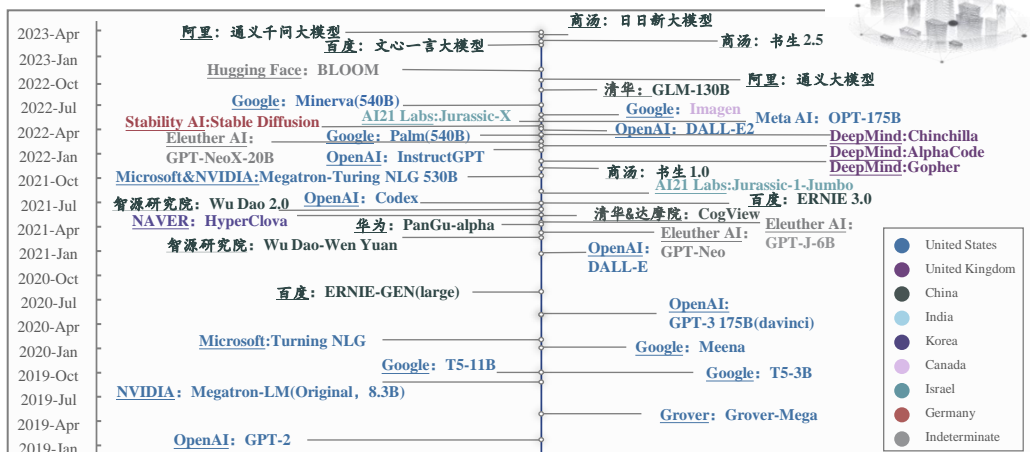 商汤：日日新大模型
2023-Apr
阿里：通义千问大模型
百度：文心一言大模型
商汤：书生2.5
2023-Jan
Hugging Face：BLOOM
阿里：通义大模型
2022-Oct
清华：GLM-130B
2022-Jul
Google：Minerva(540B)
Google：Imagen
AI21 Labs:Jurassic-X
Meta AI：OPT-175B
Stability AI:Stable Diffusion
OpenAI：DALL-E2
2022-Apr
Eleuther AI：
GPT-NeoX-20B
Google：Palm(540B)
DeepMind:Chinchilla
DeepMind:AlphaCode
2022-Jan
OpenAI：InstructGPT
DeepMind:Gopher
商汤：书生1.0
2021-Oct
Microsoft&NVIDIA:Megatron-Turing NLG 530B
AI21 Labs:Jurassic-1-Jumbo
2021-Jul
智源研究院：Wu Dao 2.0
OpenAI：Codex
百度：ERNIE 3.0
NAVER：HyperClova
清华&达摩院：CogView
2021-Apr
华为：PanGu-alpha
Eleuther AI：
GPT-Neo
Eleuther AI：
GPT-J-6B
智源研究院：Wu Dao-Wen Yuan
2021-Jan
OpenAI：
DALL-E
2020-Oct
百度：ERNIE-GEN(large)
2020-Jul
OpenAI:
GPT-3 175B(davinci)
2020-Apr
Microsoft:Turning NLG
2020-Jan
Google：Meena
Google：T5-11B
2019-Oct
Google：T5-3B
NVIDIA：Megatron-LM(Original，8.3B)
2019-Jul
2019-Apr
Grover：Grover-Mega
OpenAI：GPT-2
2019-Jan
United States
United Kingdom
China
India
Korea
Canada
Israel
Germany
Indeterminate